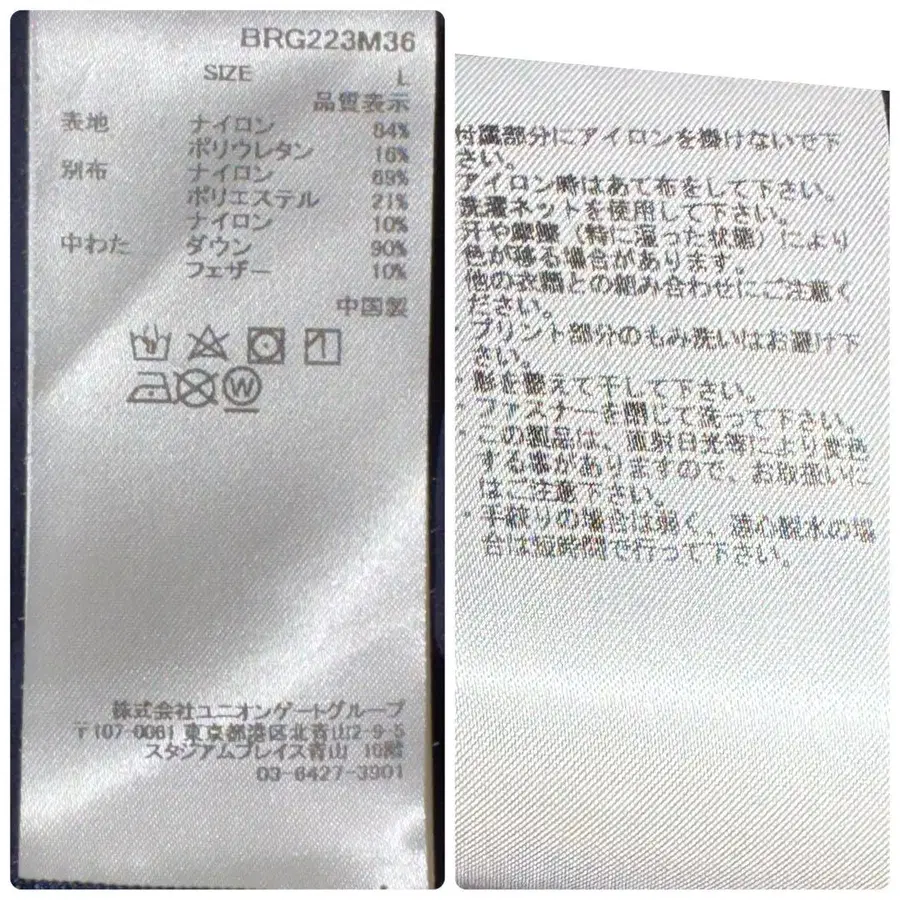 BRG223M36
SIZE L
品質表示
表地 ナイロン 84%
ポリウレタン 16%
別布 ナイロン 69%
ポリエステル 21%
ナイロン 10%
中わた ダウン 90%
フェザー 10%
中国製
W
株式会社ユニオンゲートグループ
〒107-0061 東京都港区北青山2-9-5
スタジアムプレイス青山 10階
03-6427-3901
付属部分にアイロンを掛けないで下
さい。
アイロン時はあて布をして下さい。
洗濯ネットを使用して下さい。
汗や摩擦（特に湿った状態）により
色が移る場合があります。
他の衣類との組み合わせにご注意く
ださい。
・プリント部分のもみ洗いはお避け下
さい。
・形を整えて干して下さい。
・ファスナーを閉じて洗って下さい。
・この製品は、直射日光等により変色
する事がありますので、お取扱いに
はご注意下さい。
・手絞りの場合は弱く、遠心脱水の場
合は短時間で行って下さい。